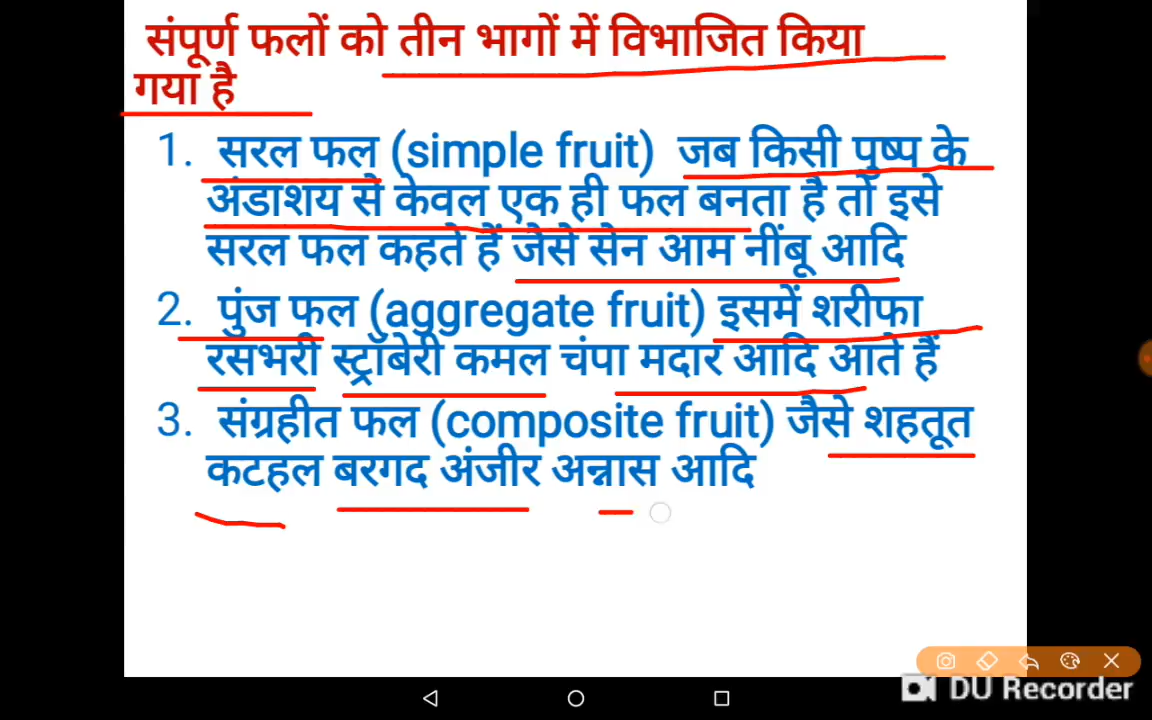 संपूर्ण फलों को तीन भागों में विभाजित किया
गया है
1. सरल फल (simple fruit) जब किसी पुष्प के
अंडाशय से केवल एक ही फल बनता है तो इसे
सरल फल कहते हैं जेसे सेन आम नींबू आदि
2. पुंज फल (aggregate fruit) इसमें शरीफा
रसभरी स्ट्रॉबेरी कमल चंपा मदार आदि आते हैं
3. संग्रहीत फल (composite fruit) जैसे शहतूत
कटहल बरगद अंजीर अन्नास आदि
DU Recorder